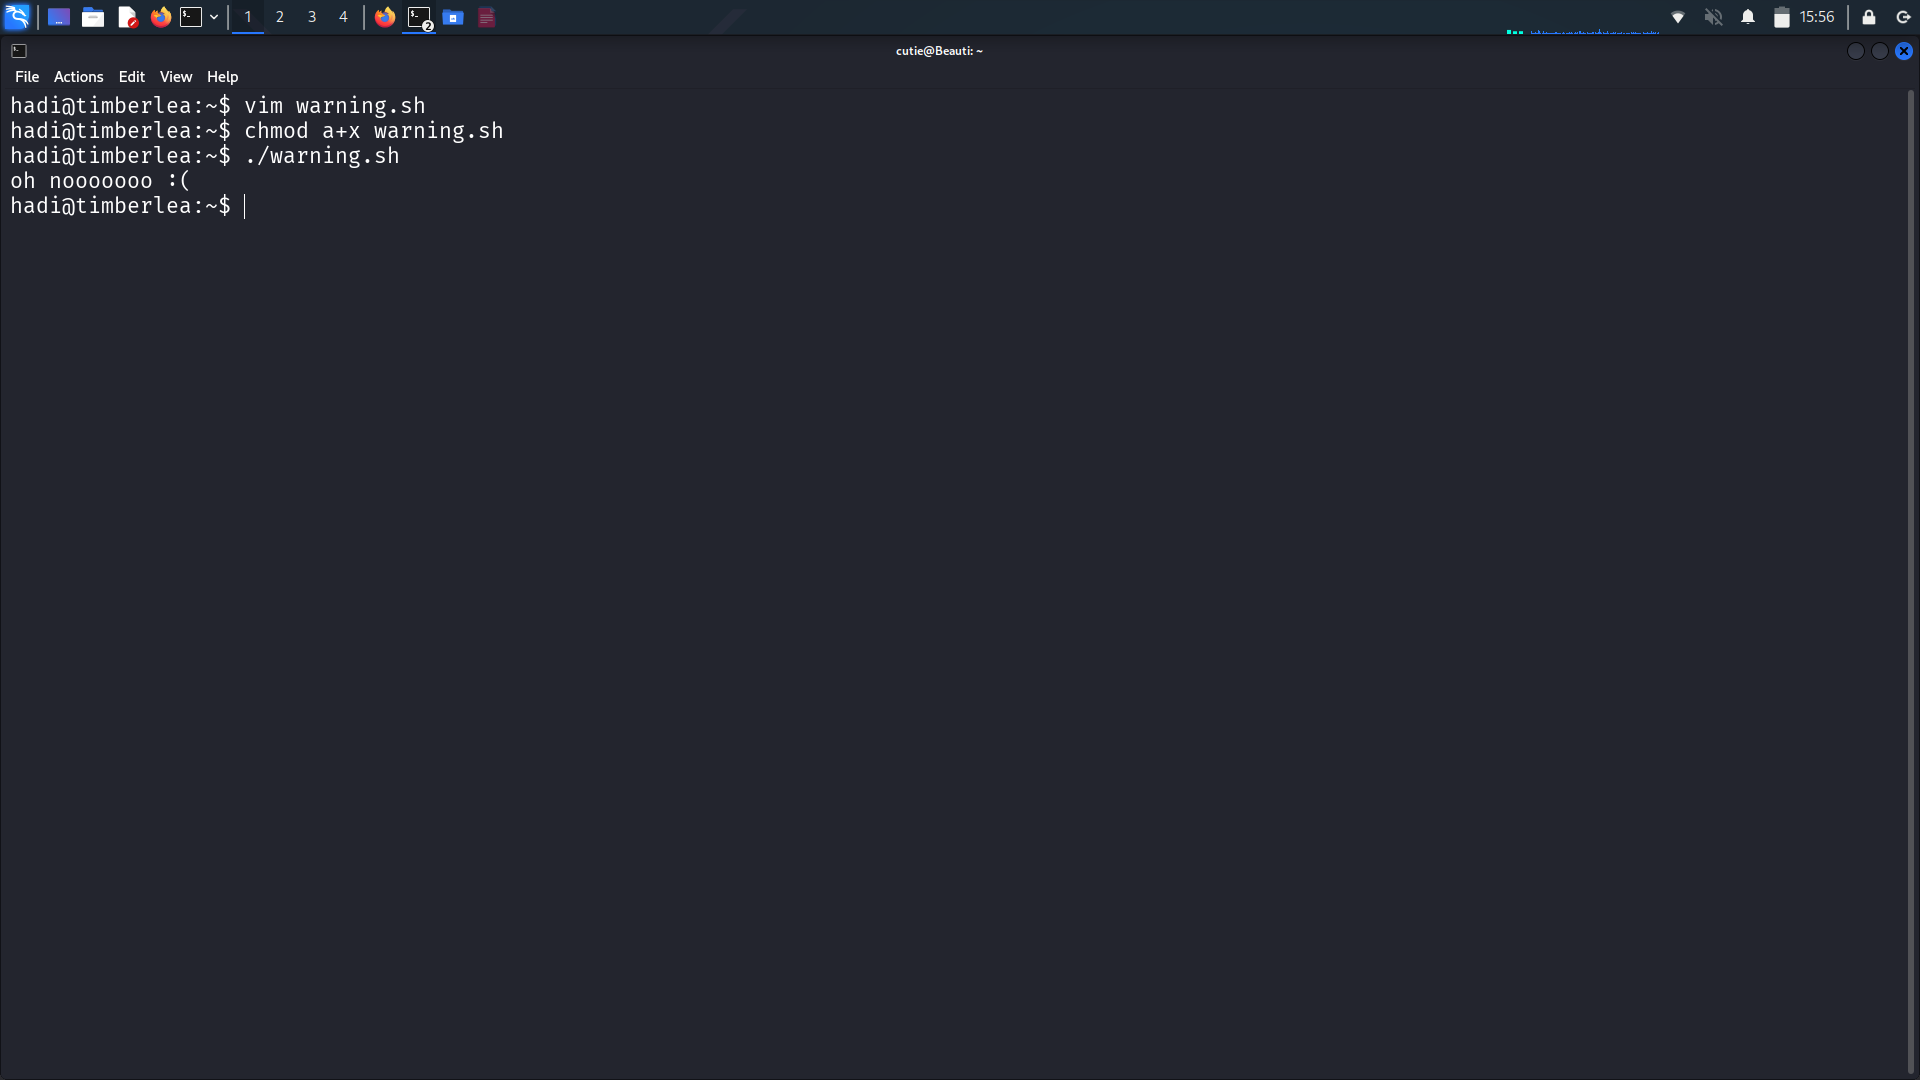 1 2 3 4 2 15:56
cutie@Beauti: ~
File Actions Edit View Help
hadi@timberlea:~$ vim warning.sh
hadi@timberlea:~$ chmod a+x warning.sh
hadi@timberlea:~$ ./warning.sh
oh nooooooo :(
hadi@timberlea:~$